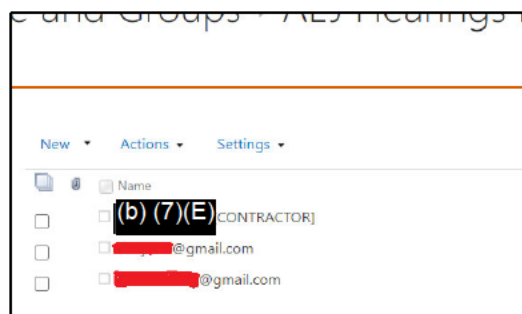 and Groups › ALJ Hearings
New Actions Settings
Name
(b) (7)(E) CONTRACTOR]
@gmail.com
@gmail.com